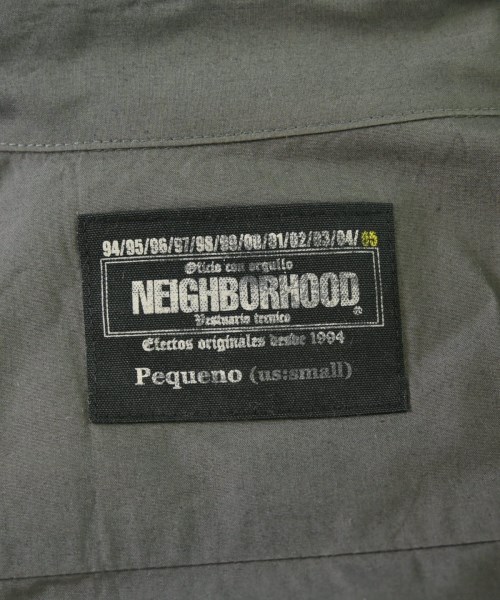 94/95/96/97/98/99/00/01/02/03/04/05
Oficio con orgullo
NEIGHBORHOOD®
Vestuario tecnico
Efectos originales desde 1994
Pequeno (us:small)